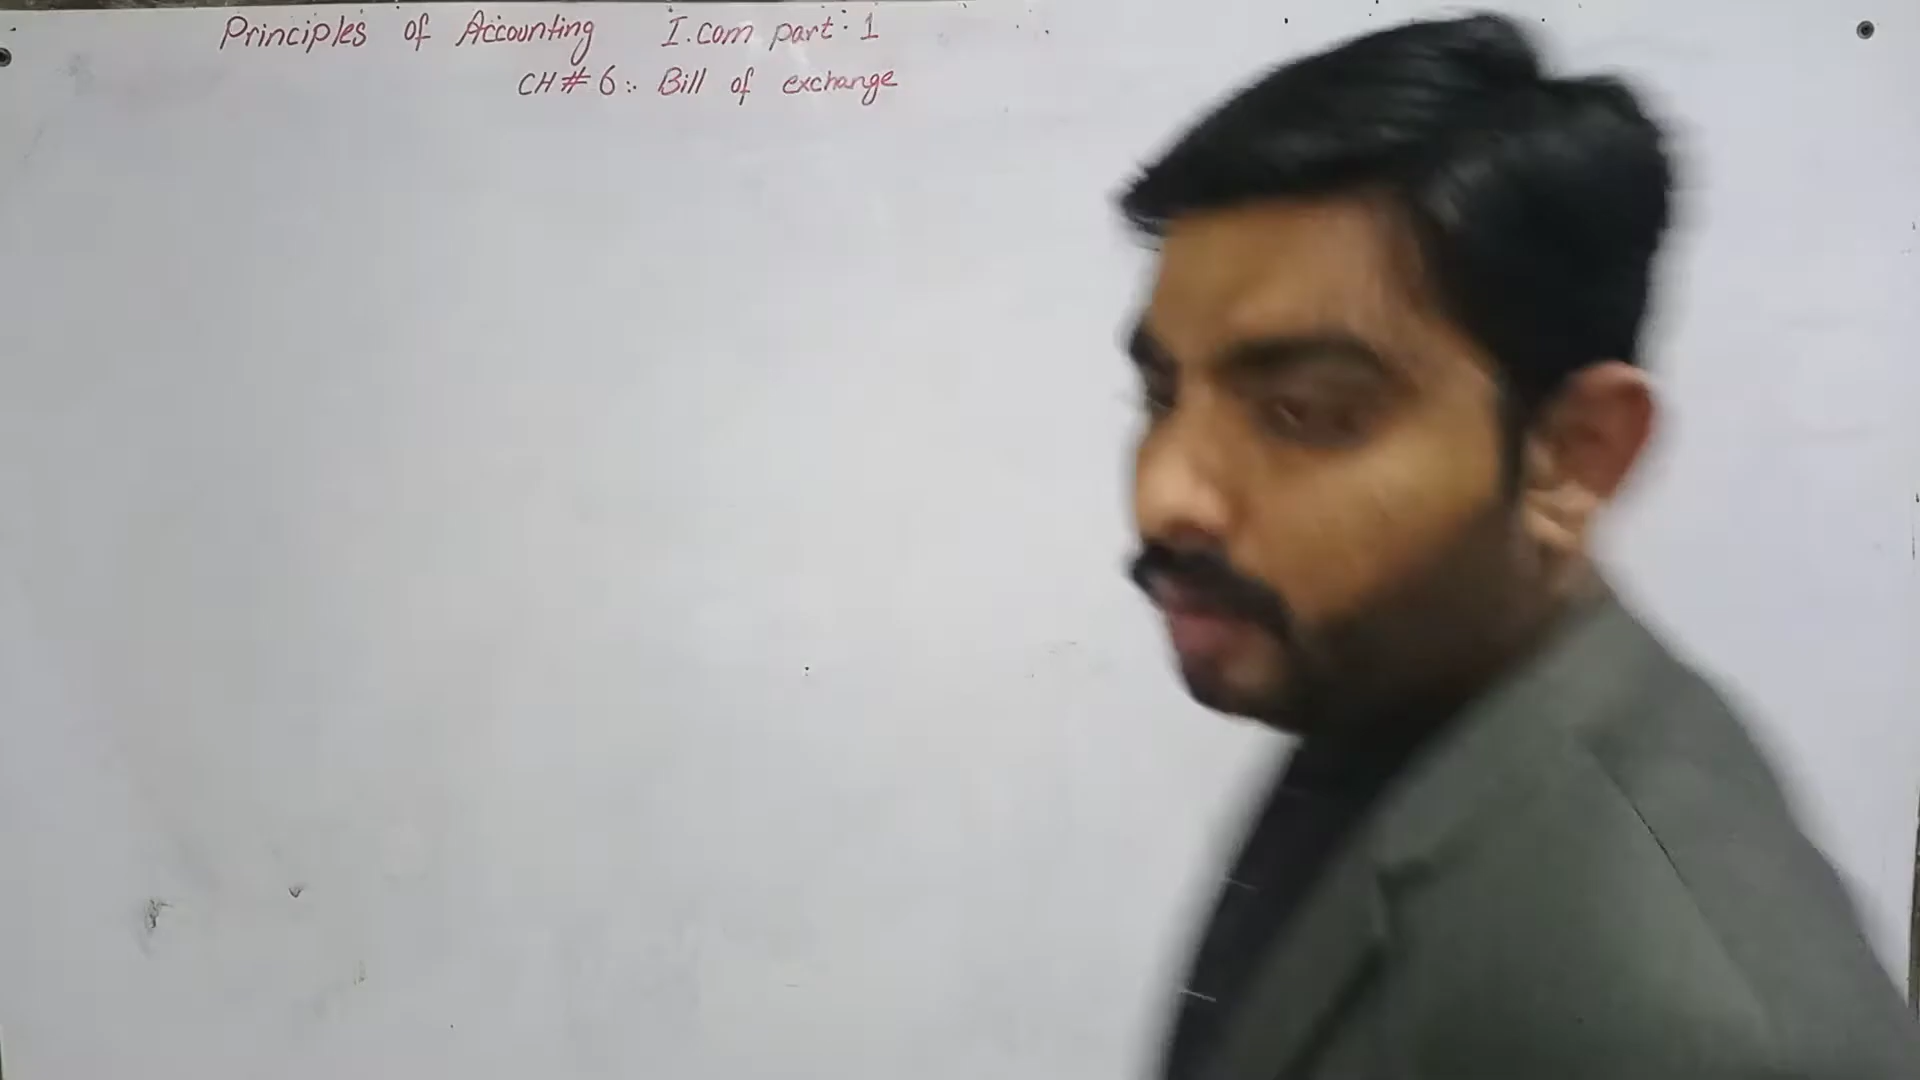 Principles of Accounting I.com part:1
CH# 6:. Bill of exchange